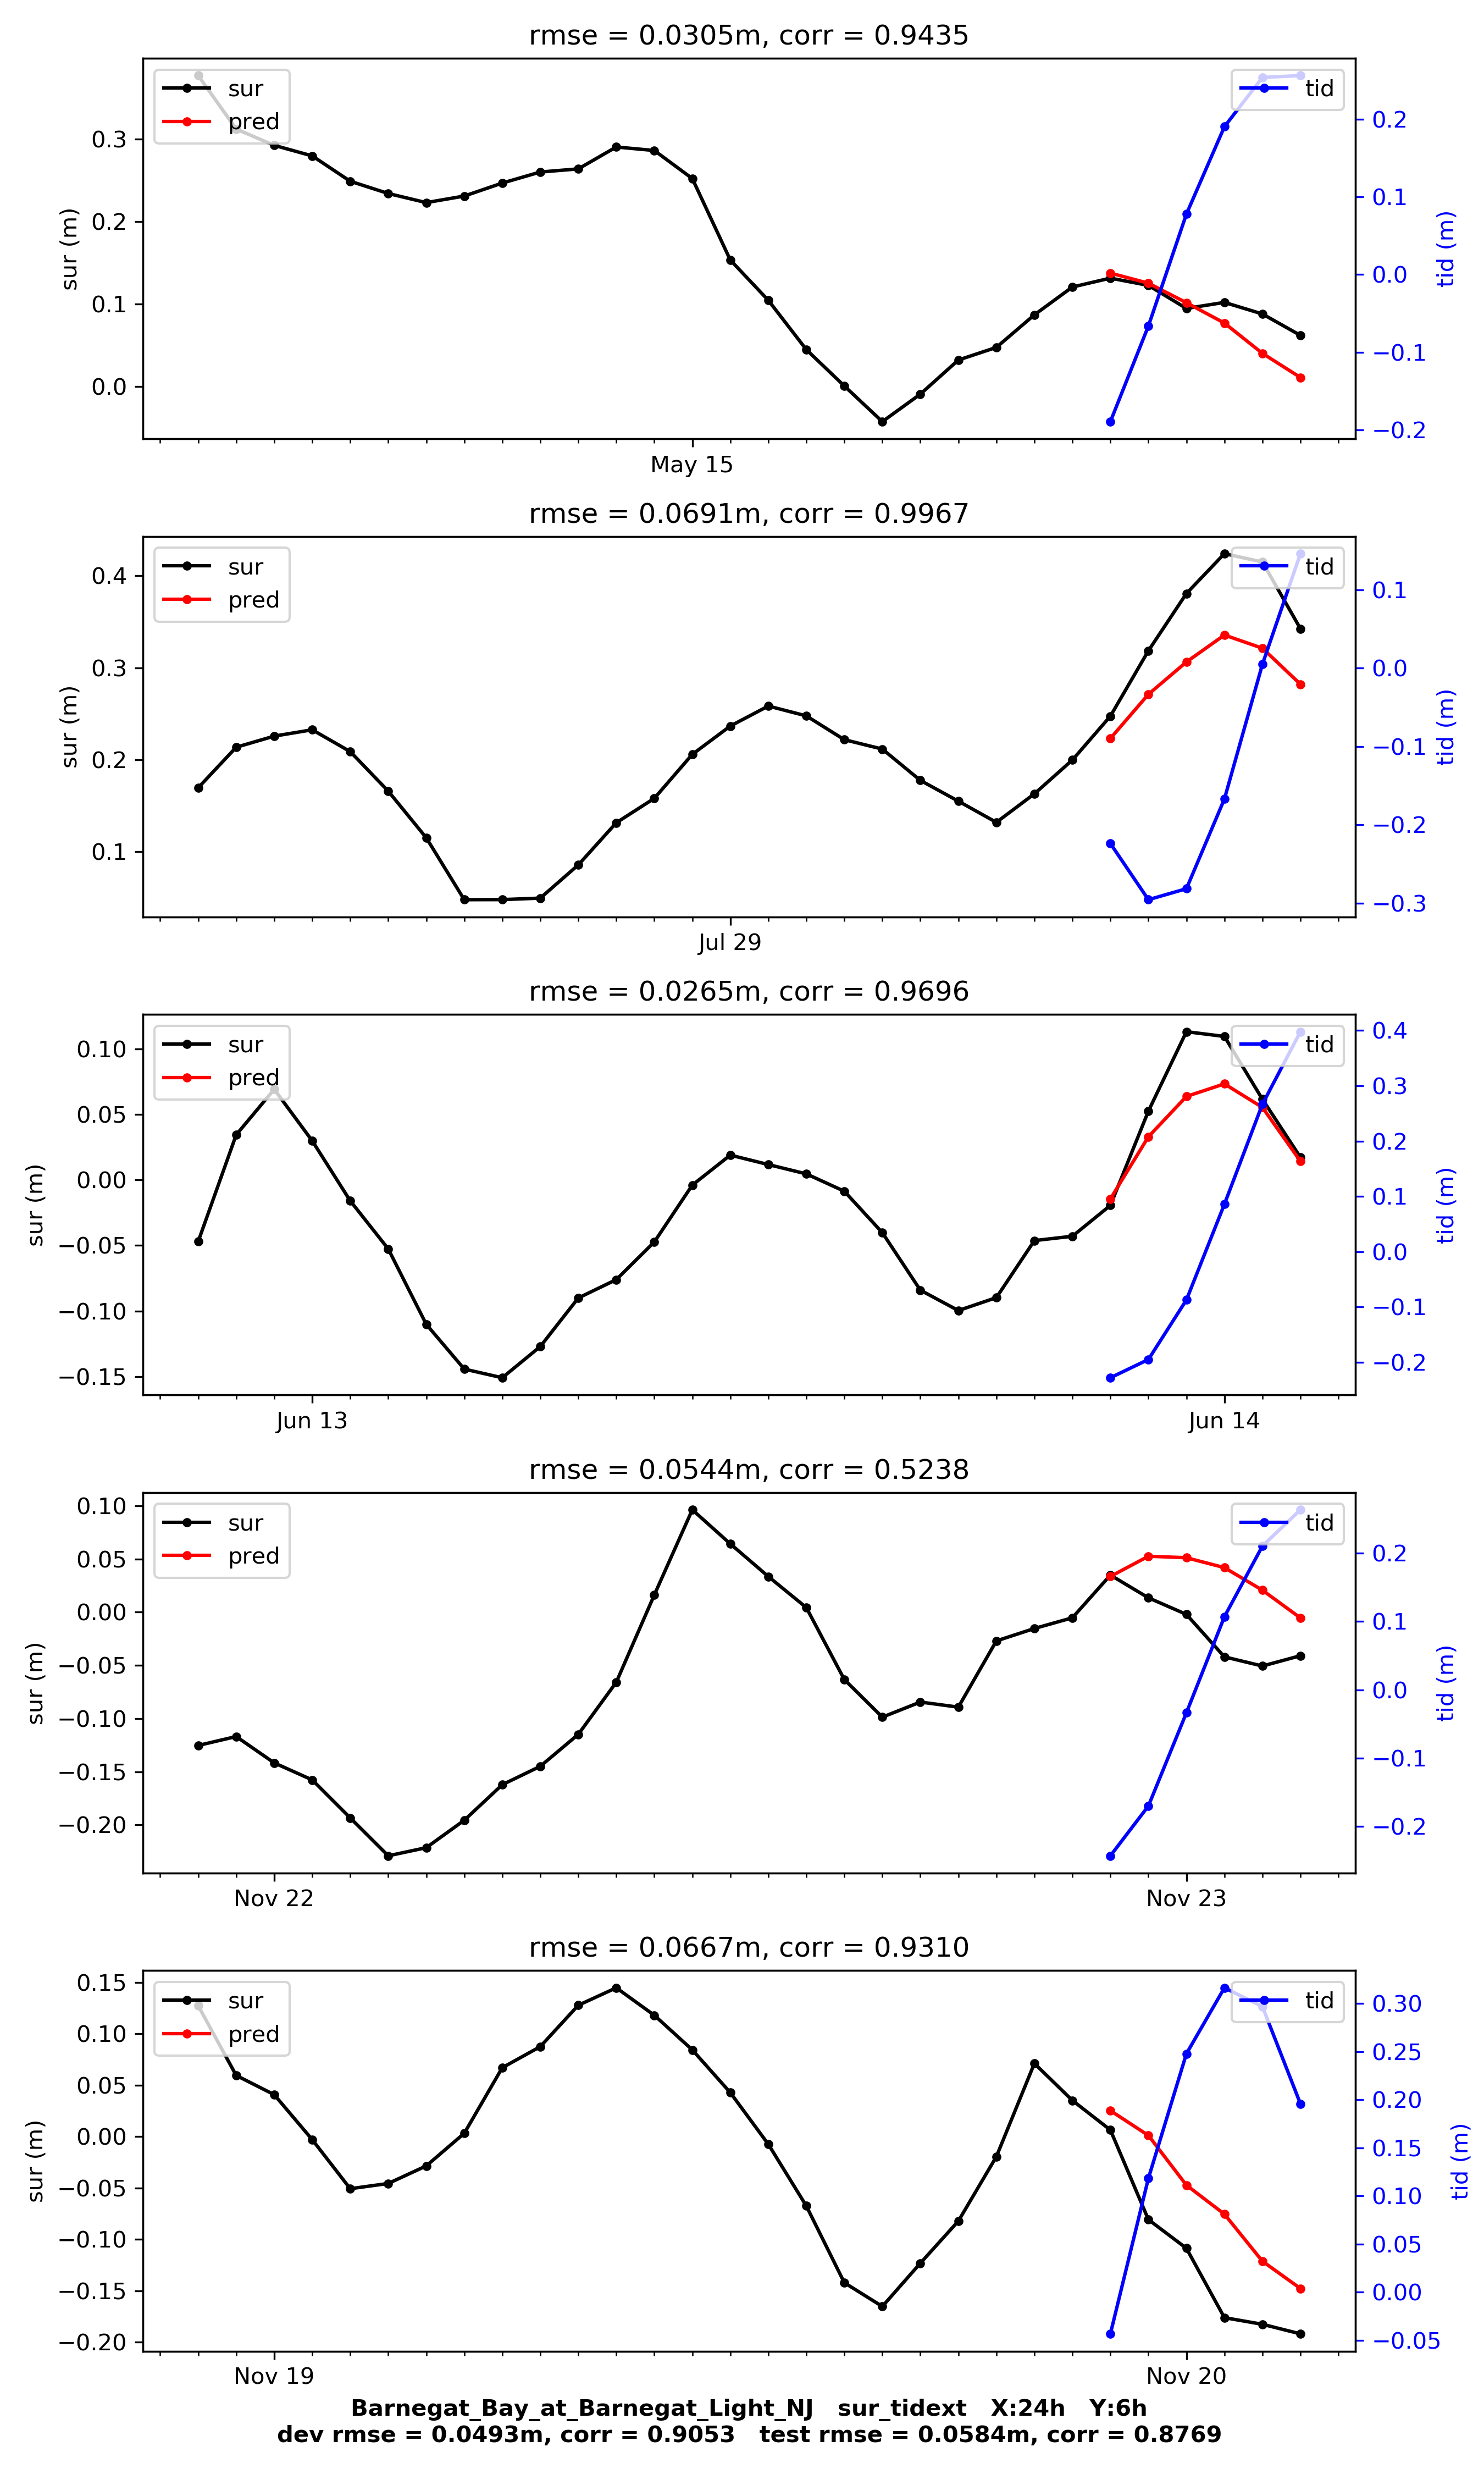 rmse = 0.0305m, corr = 0.9435
sur
pred
tid
0.3
0.2
0.1
0.0
sur (m)
0.2
0.1
0.0
−0.1
−0.2
tid (m)
May 15
rmse = 0.0691m, corr = 0.9967
sur
pred
tid
0.4
0.3
0.2
0.1
sur (m)
0.1
0.0
−0.1
−0.2
−0.3
tid (m)
Jul 29
rmse = 0.0265m, corr = 0.9696
sur
pred
tid
0.10
0.05
0.00
−0.05
−0.10
−0.15
sur (m)
0.4
0.3
0.2
0.1
0.0
−0.1
−0.2
tid (m)
Jun 13
Jun 14
rmse = 0.0544m, corr = 0.5238
sur
pred
tid
0.10
0.05
0.00
−0.05
−0.10
−0.15
−0.20
sur (m)
0.2
0.1
0.0
−0.1
−0.2
tid (m)
Nov 22
Nov 23
rmse = 0.0667m, corr = 0.9310
sur
pred
tid
0.15
0.10
0.05
0.00
−0.05
−0.10
−0.15
−0.20
sur (m)
0.30
0.25
0.20
0.15
0.10
0.05
0.00
−0.05
tid (m)
Nov 19
Nov 20
Barnegat_Bay_at_Barnegat_Light_NJ sur_tidext X:24h Y:6h
dev rmse = 0.0493m, corr = 0.9053 test rmse = 0.0584m, corr = 0.8769